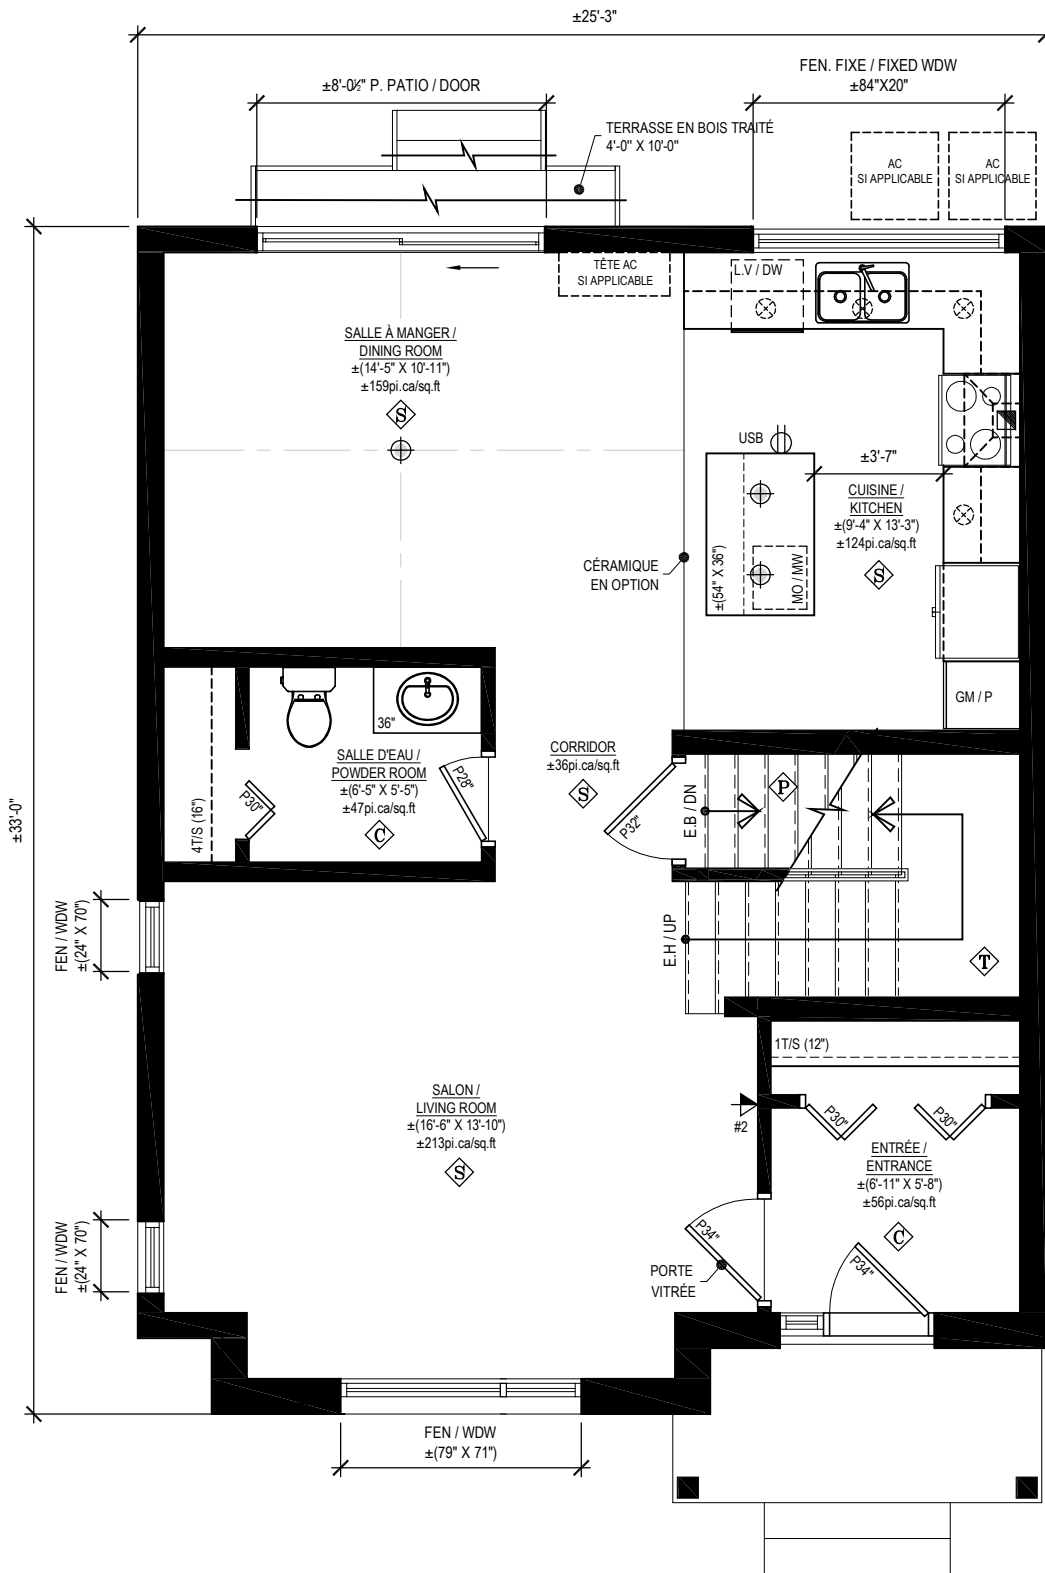 ±25'-3"
±8'-0½" P. PATIO / DOOR
FEN. FIXE / FIXED WDW
±84"X20"
TERRASSE EN BOIS TRAITÉ
4'-0" X 10'-0"
AC
SI APPLICABLE
AC
SI APPLICABLE
TÊTE AC
SI APPLICABLE
L.V / DW
SALLE À MANGER /
DINING ROOM
±(14'-5" X 10'-11")
±159pi.ca/sq.ft
S
USB
±3'-7"
CUISINE /
KITCHEN
±(9'-4" X 13'-3")
±124pi.ca/sq.ft
S
±(54" X 36")
MO / MW
CÉRAMIQUE
EN OPTION
GM / P
36"
SALLE D'EAU /
POWDER ROOM
±(6'-5" X 5'-5")
±47pi.ca/sq.ft
C
P30"
4T/S (16")
P28"
CORRIDOR
±36pi.ca/sq.ft
S
P32"
E.B / DN
P
±33'-0"
FEN / WDW
±(24" X 70")
E.H / UP
T
1T/S (12")
P30"
P30"
#2
SALON /
LIVING ROOM
±(16'-6" X 13'-10")
±213pi.ca/sq.ft
S
ENTRÉE /
ENTRANCE
±(6'-11" X 5'-8")
±56pi.ca/sq.ft
C
FEN / WDW
±(24" X 70")
P34"
P34"
PORTE
VITRÉE
FEN / WDW
±(79" X 71")